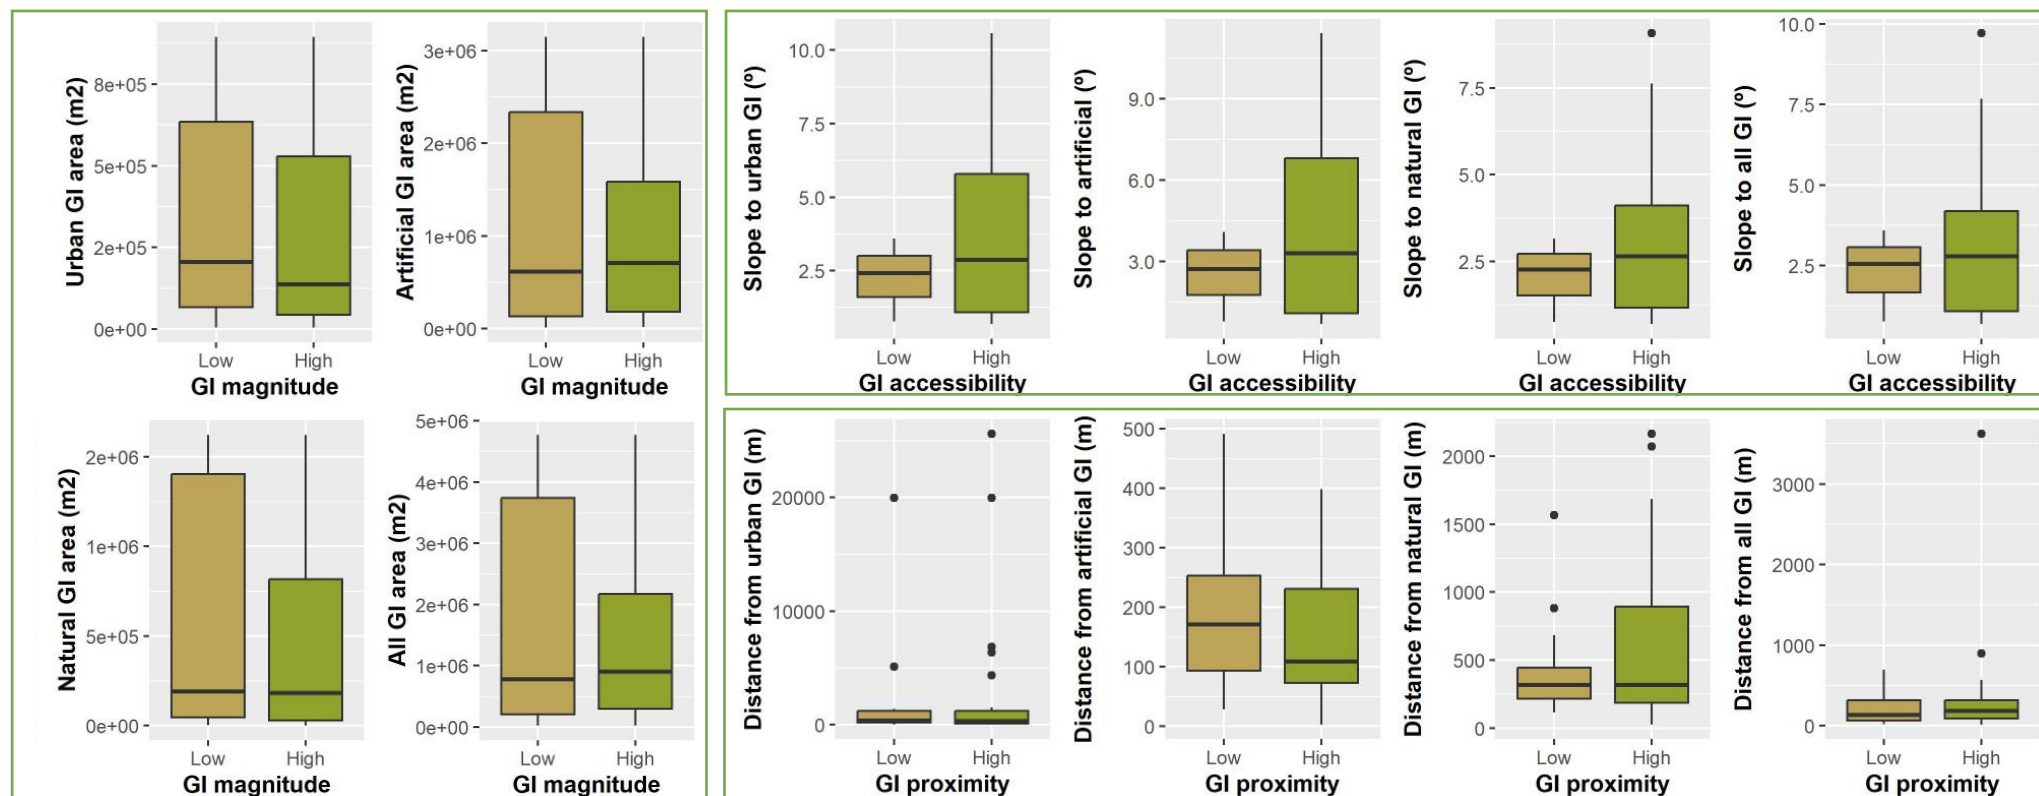 Urban GI area (m2)
8e+05
5e+05
2e+05
0e+00
Low
High
GI magnitude
Artificial GI area (m2)
3e+06
2e+06
1e+06
0e+00
Low
High
GI magnitude
Natural GI area (m2)
2e+06
1e+06
5e+05
0e+00
Low
High
GI magnitude
All GI area (m2)
5e+06
4e+06
3e+06
2e+06
1e+06
0e+00
Low
High
GI magnitude
Slope to urban GI (º)
10.0
7.5
5.0
2.5
Low
High
GI accessibility
Slope to artificial (º)
9.0
6.0
3.0
Low
High
GI accessibility
Slope to natural GI (º)
7.5
5.0
2.5
Low
High
GI accessibility
Slope to all GI (º)
10.0
7.5
5.0
2.5
Low
High
GI accessibility
Distance from urban GI (m)
20000
10000
0
Low
High
GI proximity
Distance from artificial GI (m)
500
400
300
200
100
0
Low
High
GI proximity
Distance from natural GI (m)
2000
1500
1000
500
0
Low
High
GI proximity
Distance from all GI (m)
3000
2000
1000
0
Low
High
GI proximity